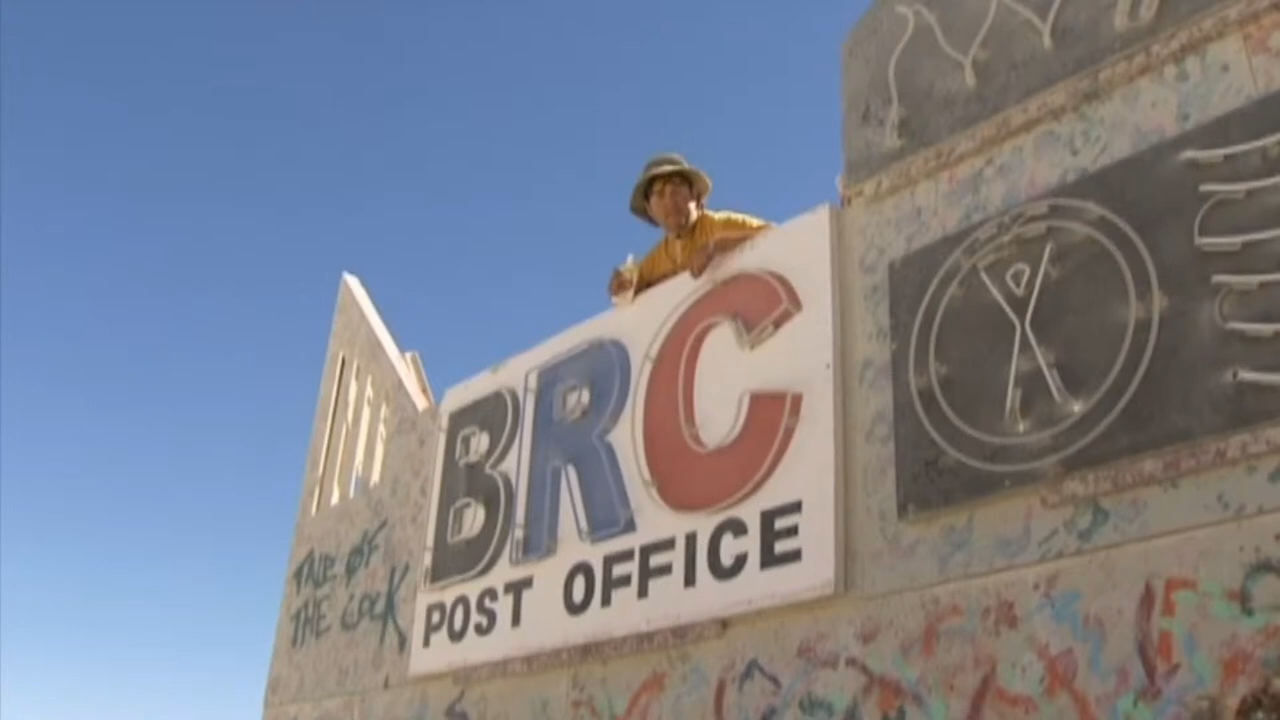 BRC
POST OFFICE
TALE OF
THE COCK